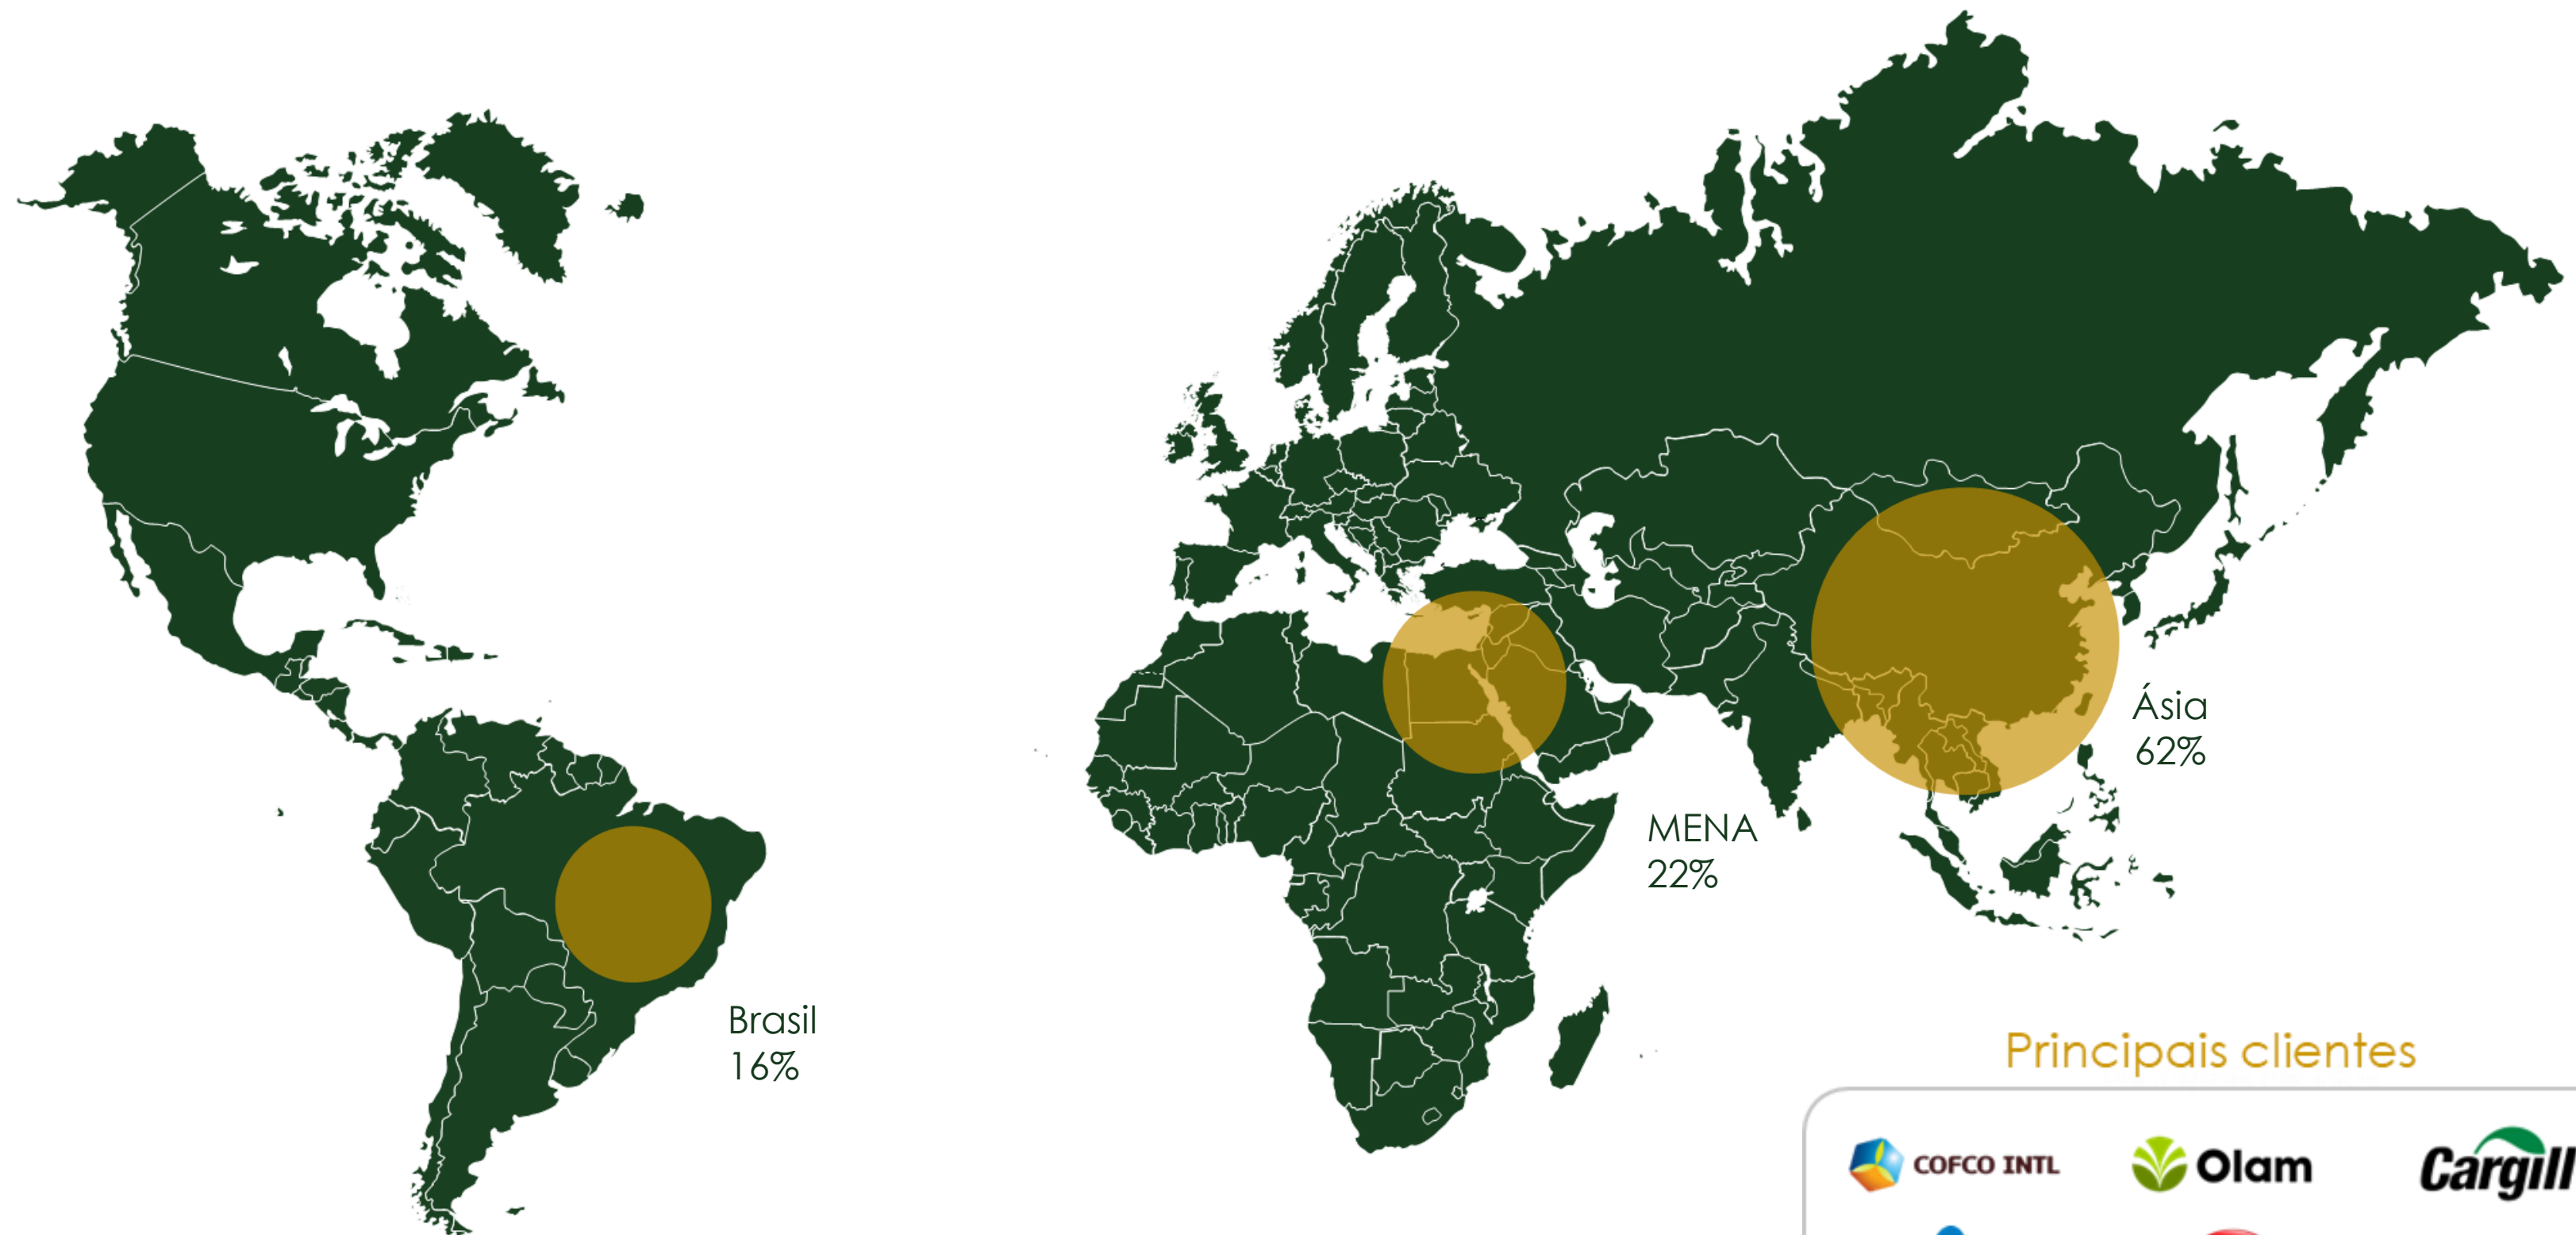 Ásia
62%
MENA
22%
Brasil
16%
Principais clientes
COFCO INTL
Olam
Cargill